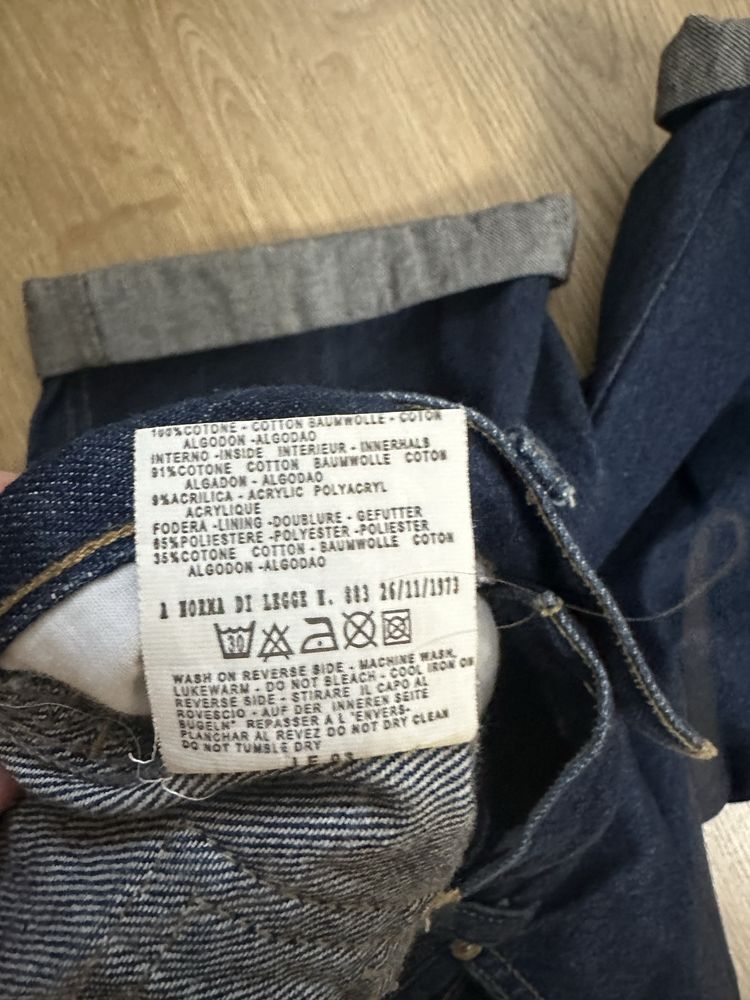 100%COTONE - COTTON BAUMWOLLE - COTON
ALGODON - ALGODAO
INTERNO - INSIDE INTERIEUR - INNERHALS
91%COTONE COTTON BAUMWOLLE COTON
ALGADON - ALGODAO
9%ACRILICA - ACRYLIC POLYACRYL
ACRYLIQUE
FODERA - LINING - DOUBLURE - GEFUTTER
65%POLIESTERE - POLYESTER - POLIESTER
35%COTONE COTTON - BAUMWOLLE COTON
ALGODON - ALGODAO
A NORMA DI LEGGE N. 883 26/11/1973
30
WASH ON REVERSE SIDE - MACHINE WASH,
LUKEWARM - DO NOT BLEACH - COOL IRON ON
REVERSE SIDE - STIRARE IL CAPO AL
ROVESCIO - AUF DER INNEREN SEITE
BUGELN" REPASSER A L "ENVERS-
PLANCHAR AL REVEZ DO NOT DRY CLEAN
DO NOT TUMBLE DRY